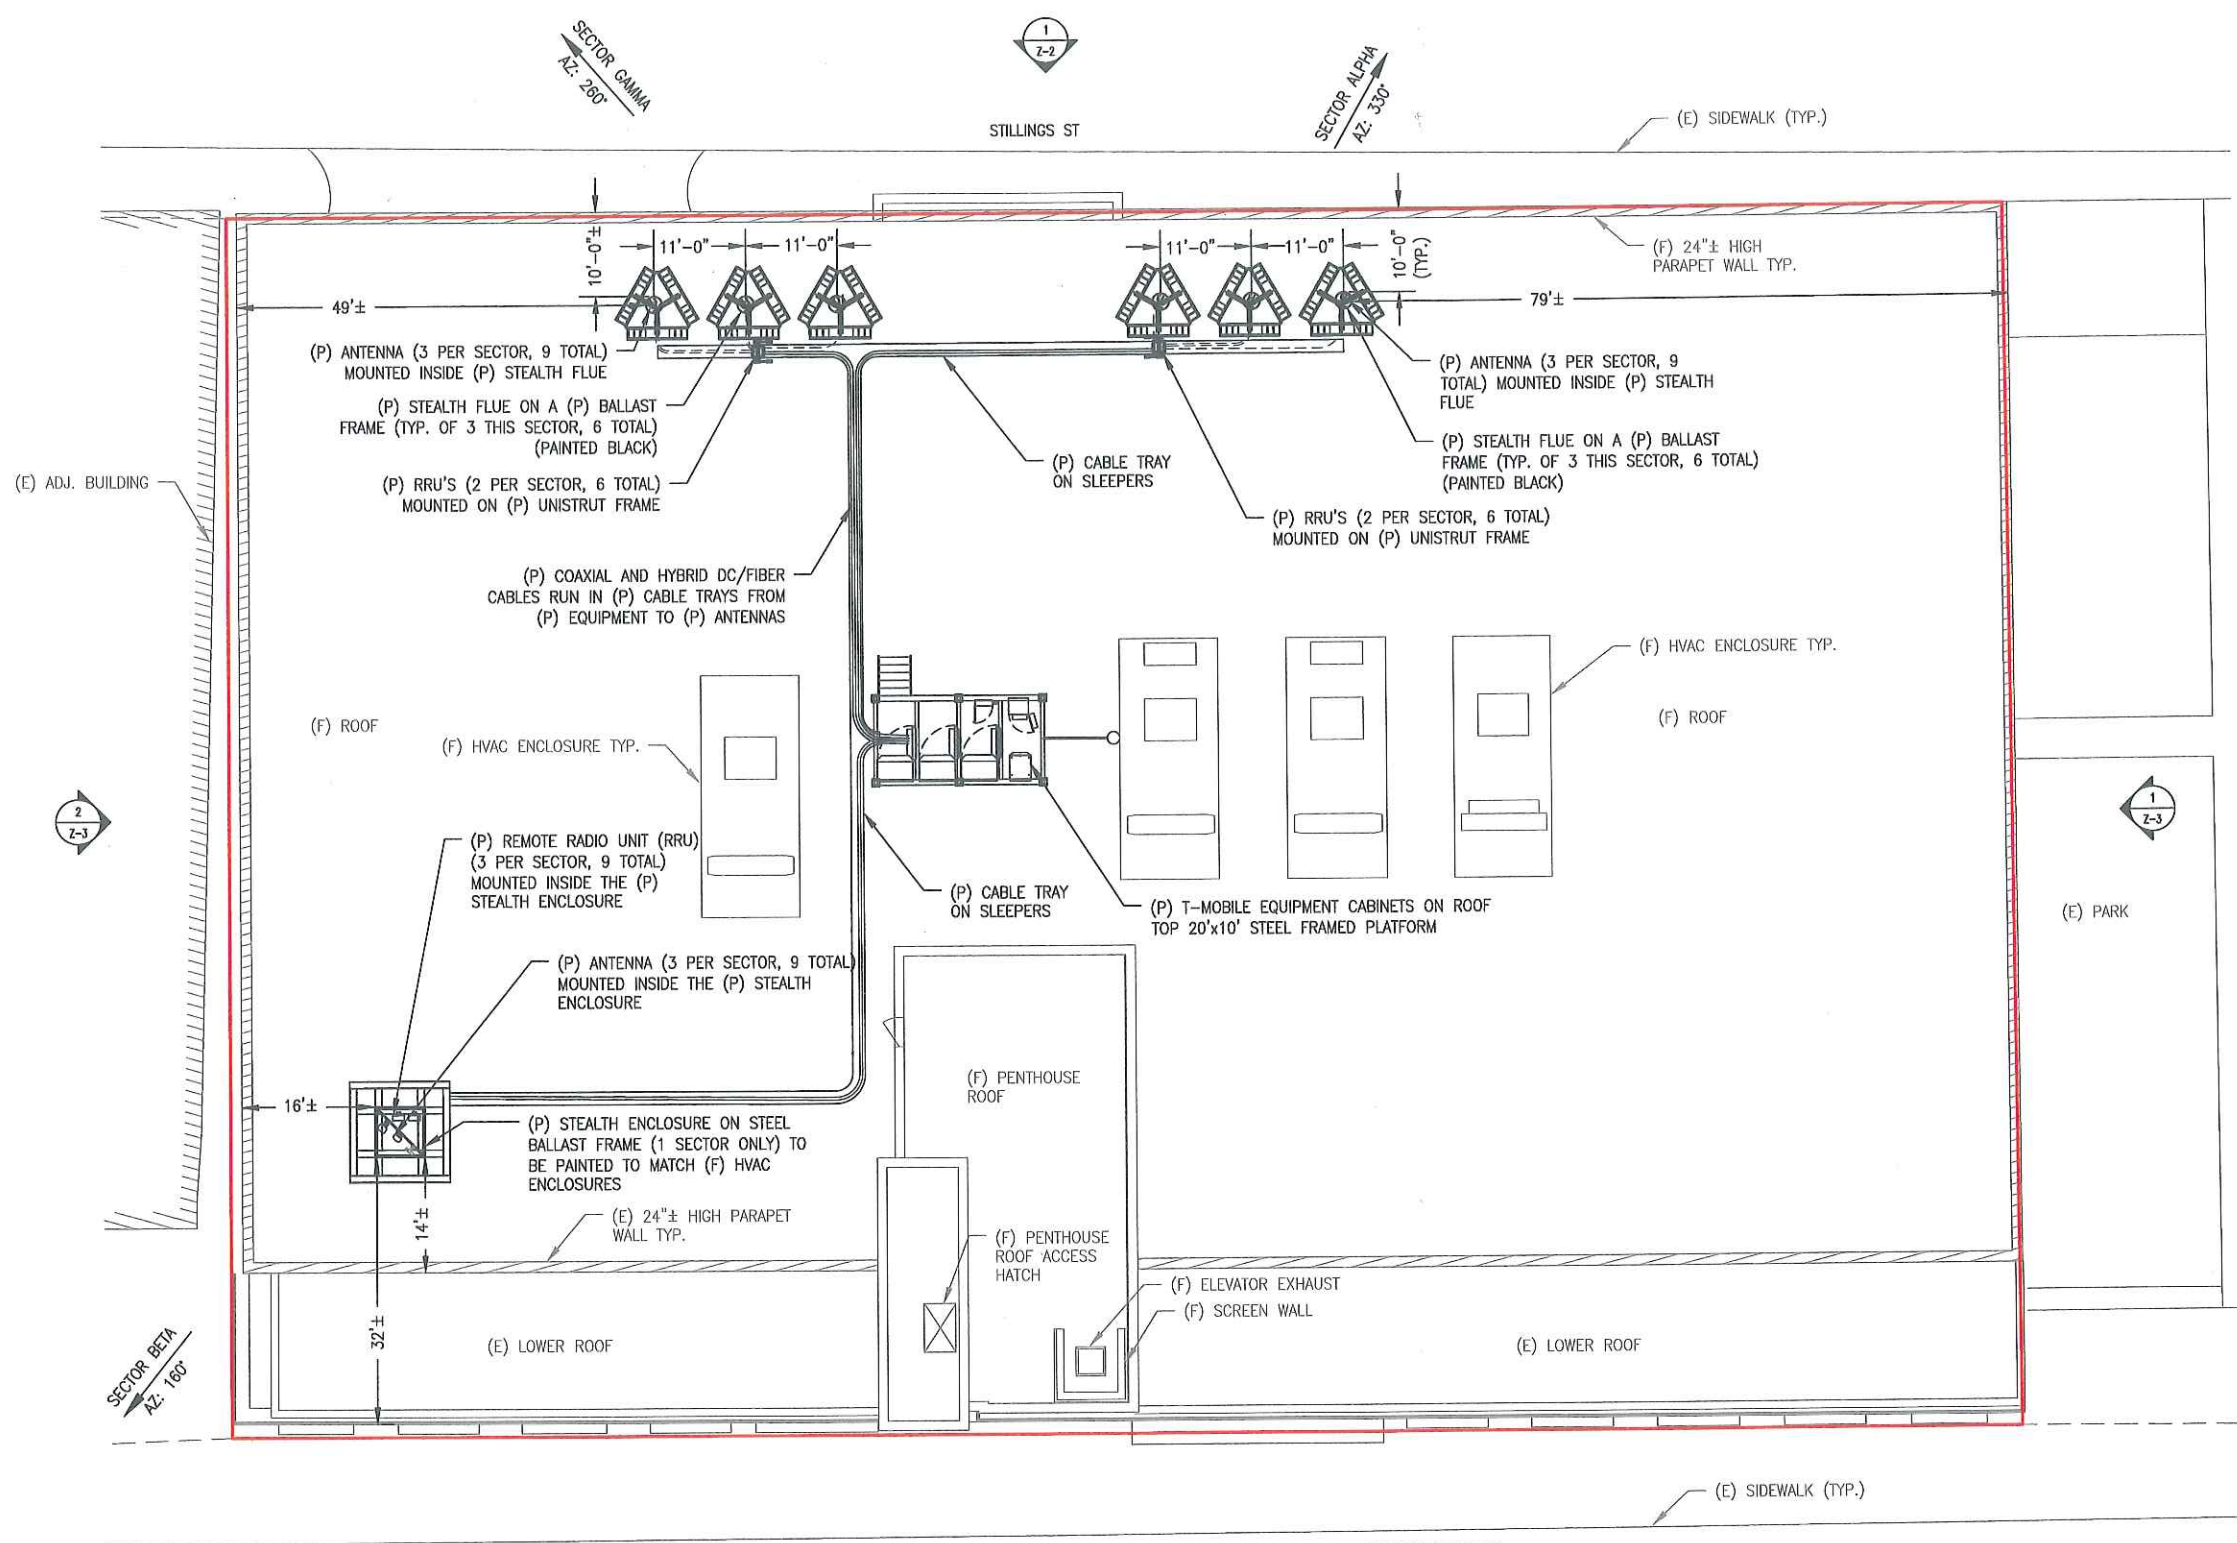 SECTOR GAMMA
AZ: 260°
1
Z-2
SECTOR ALPHA
AZ: 330°
STILLINGS ST
(E) SIDEWALK (TYP.)
10'-0"±
11'-0"
11'-0"
11'-0"
11'-0"
10'-0"
(TYP.)
(F) 24"± HIGH
PARAPET WALL TYP.
49'±
79'±
(P) ANTENNA (3 PER SECTOR, 9 TOTAL)
MOUNTED INSIDE (P) STEALTH FLUE
(P) ANTENNA (3 PER SECTOR, 9
TOTAL) MOUNTED INSIDE (P) STEALTH
FLUE
(P) STEALTH FLUE ON A (P) BALLAST
FRAME (TYP. OF 3 THIS SECTOR, 6 TOTAL)
(PAINTED BLACK)
(P) STEALTH FLUE ON A (P) BALLAST
FRAME (TYP. OF 3 THIS SECTOR, 6 TOTAL)
(PAINTED BLACK)
(E) ADJ. BUILDING
(P) RRU'S (2 PER SECTOR, 6 TOTAL)
MOUNTED ON (P) UNISTRUT FRAME
(P) CABLE TRAY
ON SLEEPERS
(P) RRU'S (2 PER SECTOR, 6 TOTAL)
MOUNTED ON (P) UNISTRUT FRAME
(P) COAXIAL AND HYBRID DC/FIBER
CABLES RUN IN (P) CABLE TRAYS FROM
(P) EQUIPMENT TO (P) ANTENNAS
(F) HVAC ENCLOSURE TYP.
(F) ROOF
(F) ROOF
(F) HVAC ENCLOSURE TYP.
2
Z-3
1
Z-3
(P) REMOTE RADIO UNIT (RRU)
(3 PER SECTOR, 9 TOTAL)
MOUNTED INSIDE THE (P)
STEALTH ENCLOSURE
(P) CABLE TRAY
ON SLEEPERS
(P) T-MOBILE EQUIPMENT CABINETS ON ROOF
TOP 20'x10' STEEL FRAMED PLATFORM
(E) PARK
(P) ANTENNA (3 PER SECTOR, 9 TOTAL)
MOUNTED INSIDE THE (P) STEALTH
ENCLOSURE
(F) PENTHOUSE
ROOF
16'±
(P) STEALTH ENCLOSURE ON STEEL
BALLAST FRAME (1 SECTOR ONLY) TO
BE PAINTED TO MATCH (F) HVAC
ENCLOSURES
14'±
(E) 24"± HIGH PARAPET
WALL TYP.
(F) PENTHOUSE
ROOF ACCESS
HATCH
(F) ELEVATOR EXHAUST
(F) SCREEN WALL
32'±
(E) LOWER ROOF
(E) LOWER ROOF
SECTOR BETA
AZ: 160°
(E) SIDEWALK (TYP.)